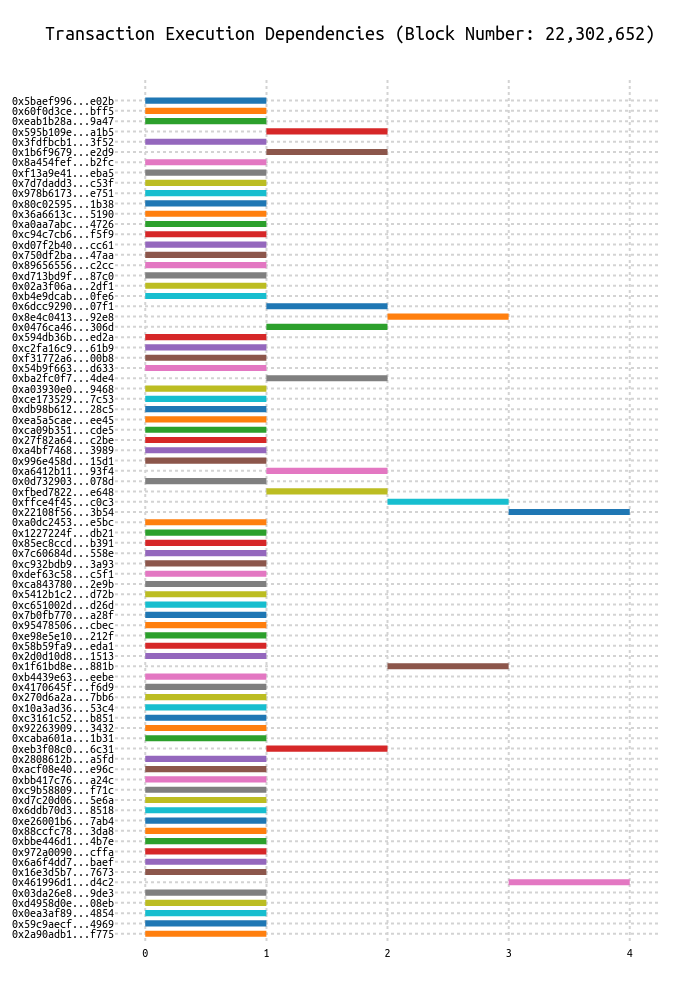 Transaction Execution Dependencies (Block Number: 22,302,652)
0x5baef996...e02b
0x60f0d3ce...bff5
0xeab1b28a...9a47
0x595b109e...a1b5
0x3fdfbcb1...3f52
0x1b6f9679...e2d9
0x8a454fef...b2fc
0xf13a9e41...eba5
0x7d7dadd3...c53f
0x978b6173...e751
0x80c02595...1b38
0x36a6613c...5190
0xa0aa7abc...4726
0xc94c7cb6...f5f9
0xd07f2b40...cc61
0x750df2ba...47aa
0x89656556...c2cc
0xd713bd9f...87c0
0x02a3f06a...2df1
0xb4e9dcab...0fe6
0x6dcc9290...07f1
0x8e4c0413...92e8
0x0476ca46...306d
0x594db36b...ed2a
0xc2fa16c9...61b9
0xf31772a6...00b8
0x54b9f663...d633
0xba2fc0f7...4de4
0xa03930e0...9468
0xce173529...7c53
0xdb98b612...28c5
0xea5a5cae...ee45
0xca09b351...cde5
0x27f82a64...c2be
0xa4bf7468...3989
0x996e458d...15d1
0xa6412b11...93f4
0x0d732903...078d
0xfbed7822...e648
0xffce4f45...c0c3
0x22108f56...3b54
0xa0dc2453...e5bc
0x1227224f...db21
0x85ec8ccd...b391
0x7c60684d...558e
0xc932bdb9...3a93
0xdef63c58...c5f1
0xca843780...2e9b
0x5412b1c2...d72b
0xc651002d...d26d
0x7b0fb770...a28f
0x95478506...cbec
0xe98e5e10...212f
0x58b59fa9...eda1
0x2d0d10d8...1513
0x1f61bd8e...881b
0xb4439e63...eebe
0x4170645f...f6d9
0x270d6a2a...7bb6
0x10a3ad36...53c4
0xc3161c52...b851
0x92263909...3432
0xcaba601a...1b31
0xeb3f08c0...6c31
0x2808612b...a5fd
0xacf08e40...e96c
0xbb417c76...a24c
0xc9b58809...f71c
0xd7c20d06...5e6a
0x6ddb70d3...8518
0xe26001b6...7ab4
0x88ccfc78...3da8
0xbbe446d1...4b7e
0x972a0090...cffa
0x6a6f4dd7...baef
0x16e3d5b7...7673
0x461996d1...d4c2
0x03da26e8...9de3
0xd4958d0e...08eb
0x0ea3af89...4854
0x59c9aecf...4969
0x2a90adb1...f775
0 1 2 3 4